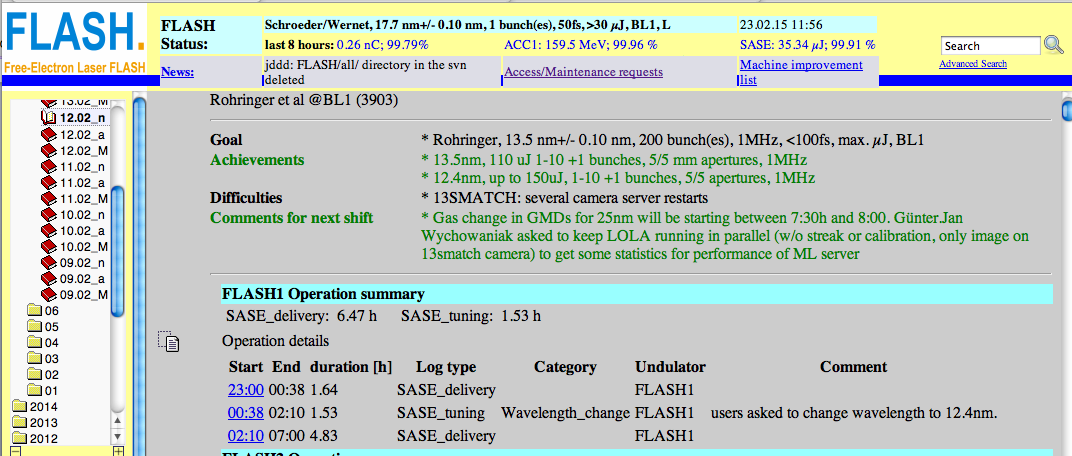 FLASH.
Free-Electron Laser FLASH
FLASH
Status:
Schroeder/Wernet, 17.7 nm+/- 0.10 nm, 1 bunch(es), 50fs, >30 µJ, BL1, L
23.02.15 11:56
last 8 hours: 0.26 nC; 99.79%
ACC1: 159.5 MeV; 99.96 %
SASE: 35.34 µJ; 99.91 %
News:
jddd: FLASH/all/ directory in the svn
deleted
Access/Maintenance requests
Machine improvement
list
Search
Advanced Search
13.02_M
12.02_n
12.02_a
12.02_M
11.02_n
11.02_a
11.02_M
10.02_n
10.02_a
10.02_M
09.02_n
09.02_a
09.02_M
06
05
04
03
02
01
2014
2013
2012
Rohringer et al @BL1 (3903)
Goal * Rohringer, 13.5 nm+/- 0.10 nm, 200 bunch(es), 1MHz, <100fs, max. µJ, BL1
Achievements * 13.5nm, 110 uJ 1-10 +1 bunches, 5/5 mm apertures, 1MHz
* 12.4nm, up to 150uJ, 1-10 +1 bunches, 5/5 apertures, 1MHz
Difficulties * 13SMATCH: several camera server restarts
Comments for next shift * Gas change in GMDs for 25nm will be starting between 7:30h and 8:00. Günter.Jan
Wychowaniak asked to keep LOLA running in parallel (w/o streak or calibration, only image on
13smatch camera) to get some statistics for performance of ML server
FLASH1 Operation summary
SASE_delivery: 6.47 h SASE_tuning: 1.53 h
Operation details
Start End duration [h] Log type Category Undulator Comment
23:00 00:38 1.64 SASE_delivery FLASH1
00:38 02:10 1.53 SASE_tuning Wavelength_change FLASH1 users asked to change wavelength to 12.4nm.
02:10 07:00 4.83 SASE_delivery FLASH1